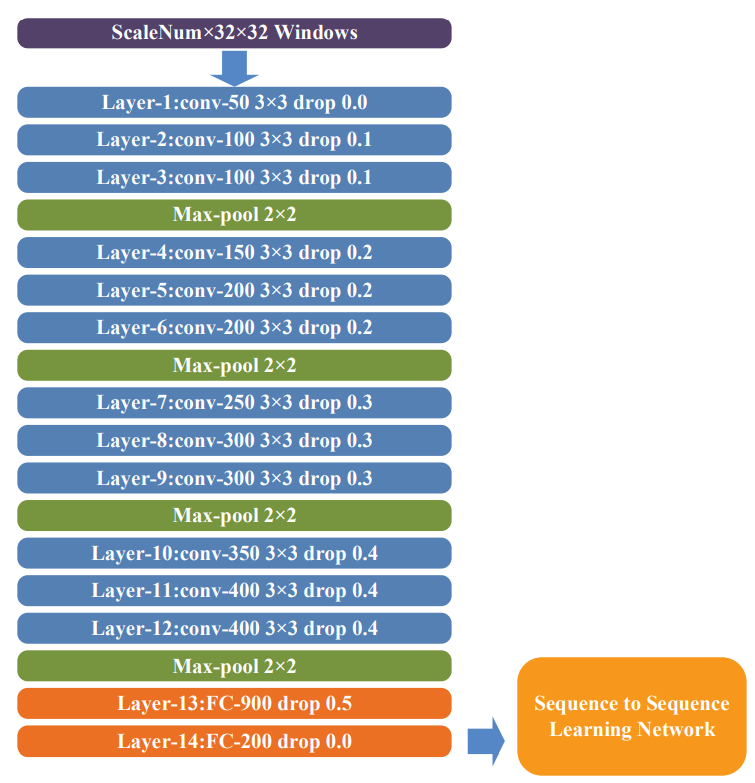 ScaleNum×32×32 Windows
Layer-1:conv-50 3×3 drop 0.0
Layer-2:conv-100 3×3 drop 0.1
Layer-3:conv-100 3×3 drop 0.1
Max-pool 2×2
Layer-4:conv-150 3×3 drop 0.2
Layer-5:conv-200 3×3 drop 0.2
Layer-6:conv-200 3×3 drop 0.2
Max-pool 2×2
Layer-7:conv-250 3×3 drop 0.3
Layer-8:conv-300 3×3 drop 0.3
Layer-9:conv-300 3×3 drop 0.3
Max-pool 2×2
Layer-10:conv-350 3×3 drop 0.4
Layer-11:conv-400 3×3 drop 0.4
Layer-12:conv-400 3×3 drop 0.4
Max-pool 2×2
Layer-13:FC-900 drop 0.5
Layer-14:FC-200 drop 0.0
Sequence to Sequence
Learning Network